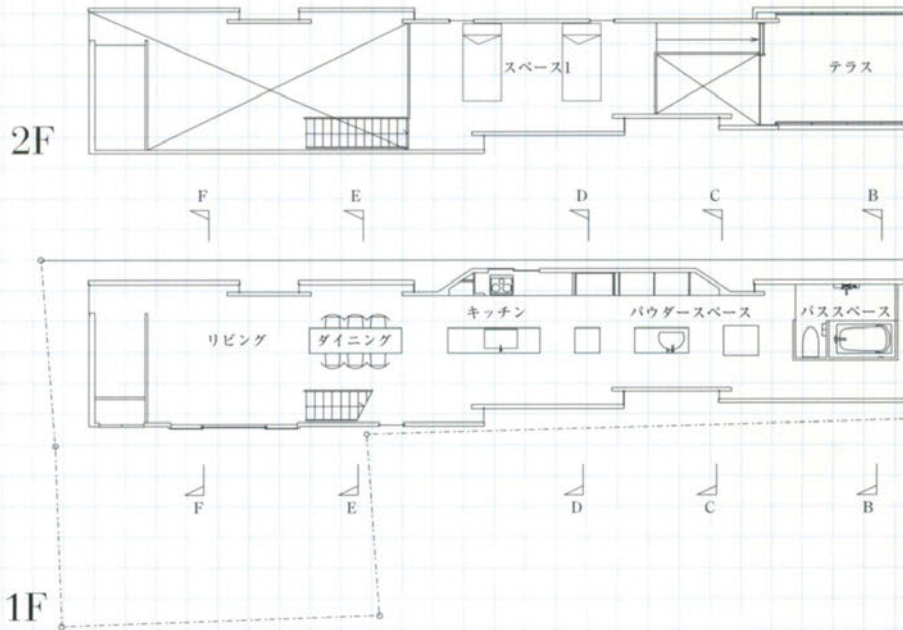 スペース1
テラス
2F
F E D C B
キッチン パウダースペース バススペース
リビング ダイニング
F E D C B
1F